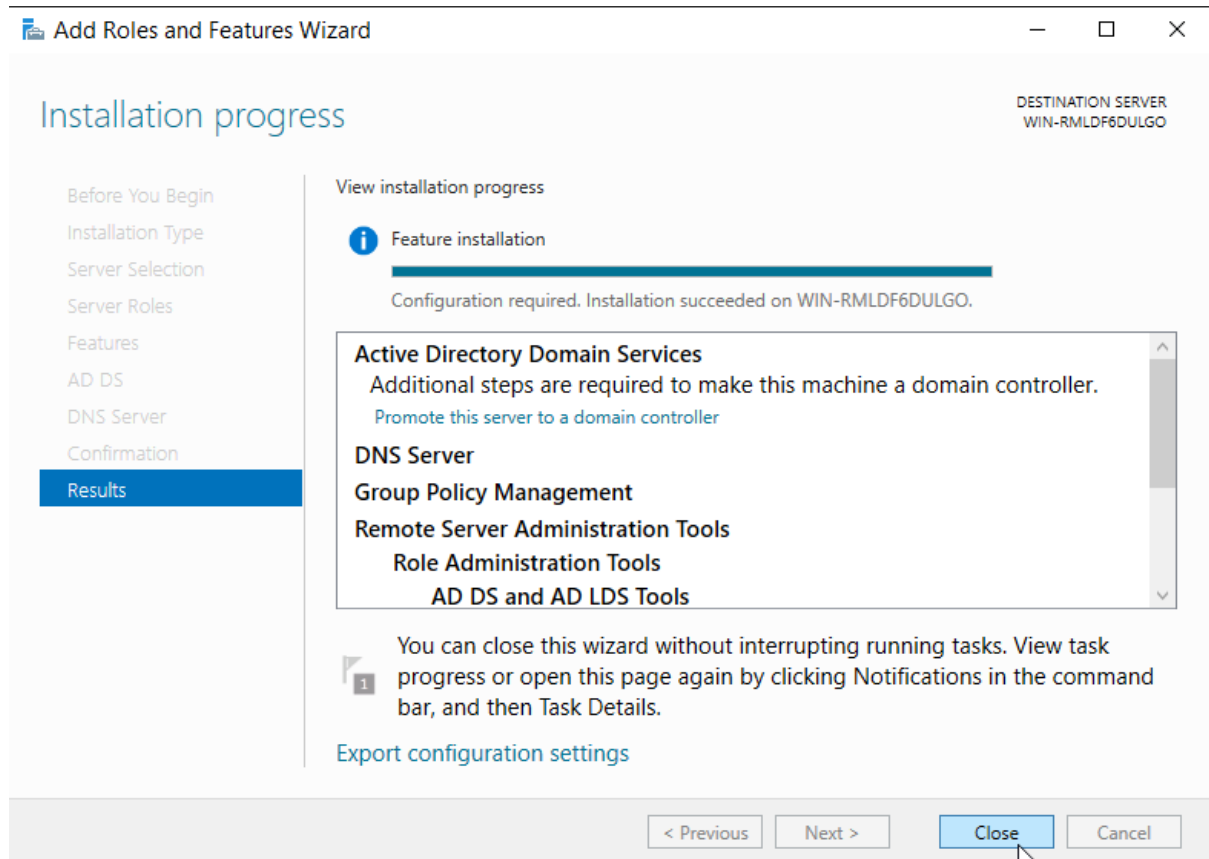 Add Roles and Features Wizard
Installation progress
DESTINATION SERVER
WIN-RMLDF6DULGO
Before You Begin
Installation Type
Server Selection
Server Roles
Features
AD DS
DNS Server
Confirmation
Results
View installation progress
Feature installation
Configuration required. Installation succeeded on WIN-RMLDF6DULGO.
Active Directory Domain Services
Additional steps are required to make this machine a domain controller.
Promote this server to a domain controller
DNS Server
Group Policy Management
Remote Server Administration Tools
Role Administration Tools
AD DS and AD LDS Tools
1
You can close this wizard without interrupting running tasks. View task
progress or open this page again by clicking Notifications in the command
bar, and then Task Details.
Export configuration settings
< Previous
Next >
Close
Cancel